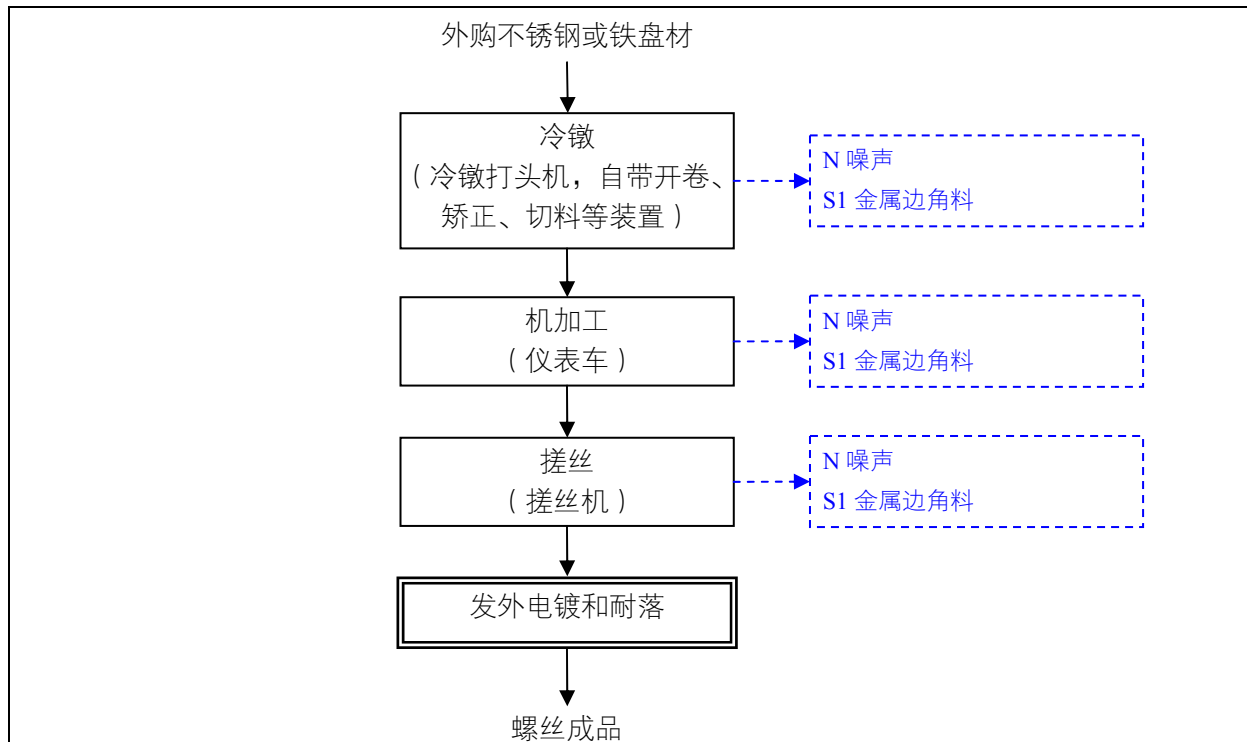 外购不锈钢或铁盘材
冷镦
（冷镦打头机，自带开卷、
矫正、切料等装置）
N 噪声
S1 金属边角料
机加工
（仪表车）
N 噪声
S1 金属边角料
搓丝
（搓丝机）
N 噪声
S1 金属边角料
发外电镀和耐落
螺丝成品